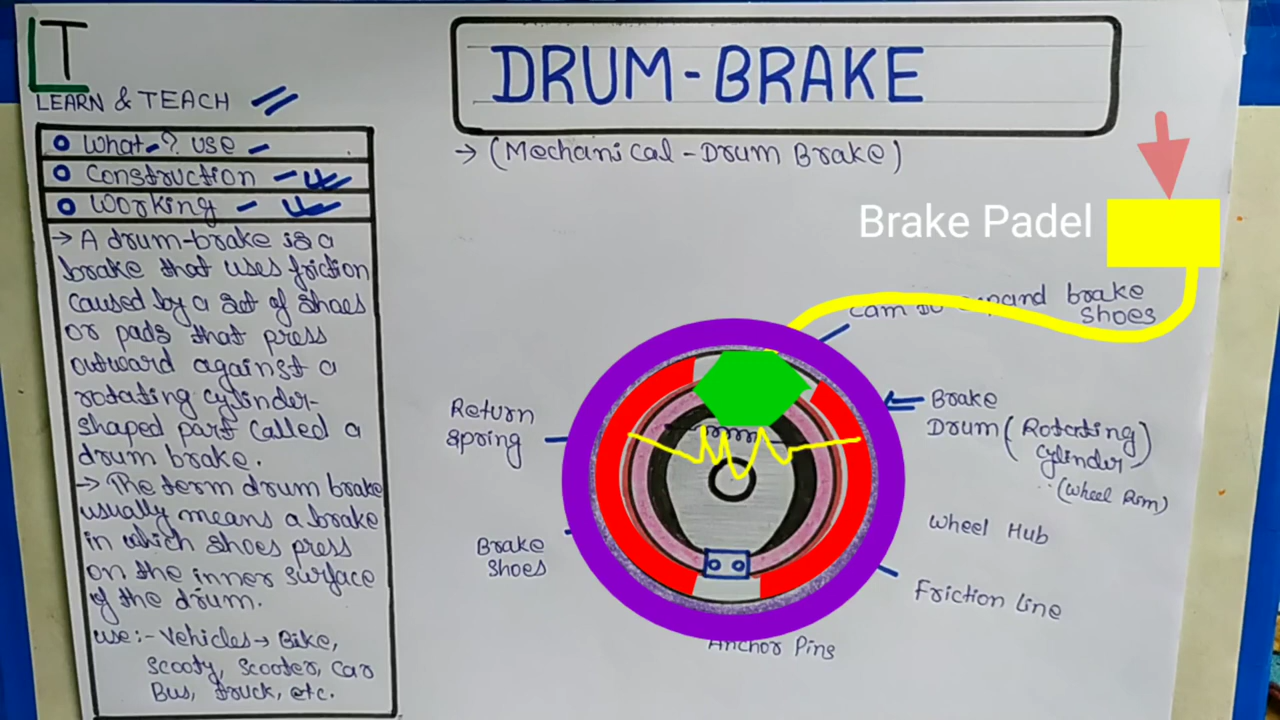 LT
LEARN & TEACH
DRUM-BRAKE
→ (Mechanical-Drum Brake)
What-? use -
Construction -
Working -
→ A drum-brake is a
brake that uses friction
caused by a set of shoes
or pads that press
outward against a
rotating cylinder-
shaped part called a
drum brake.
→ The term drum brake
usually means a brake
in which shoes press
on the inner surface
of the drum.
use:- Vehicles → Bike,
Scooty, Scooter, Car
Bus, truck, etc.
Brake Padel
Cam to expand brake
shoes
Return
spring
Brake
Drum (Rotating
cylinder)
(Wheel Rim)
Wheel Hub
Brake
shoes
Friction Line
Anchor Pins